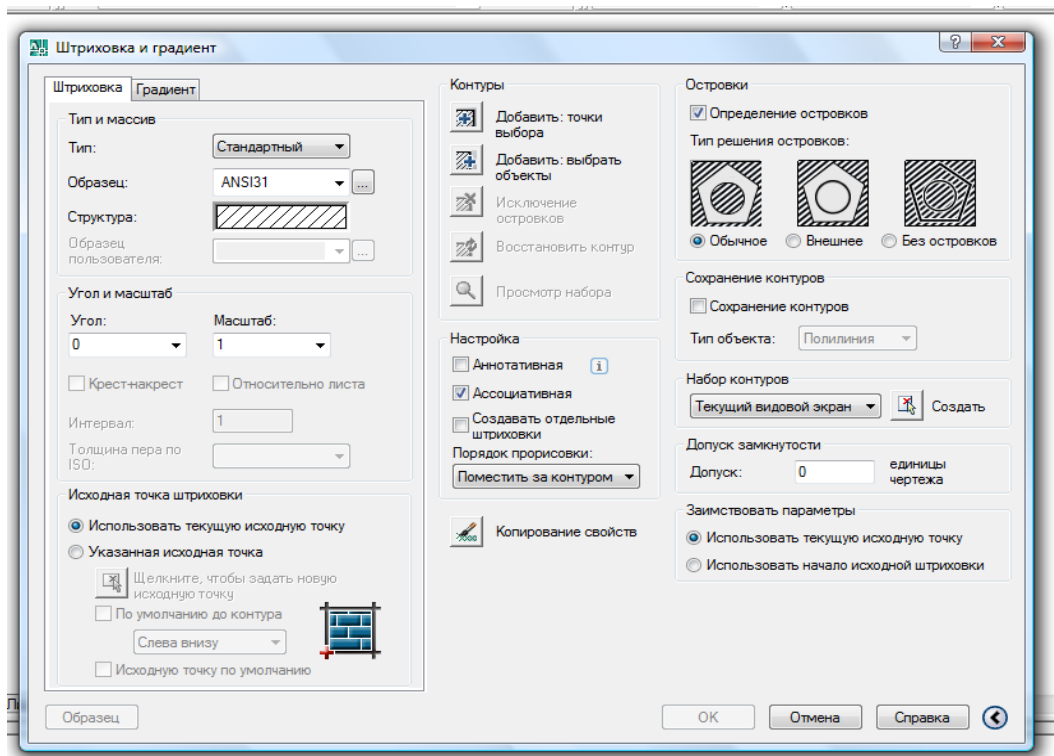 Штриховка и градиент
Штриховка
Градиент
Тип и массив
Тип:
Стандартный
Образец:
ANSI31
...
Структура:
Образец
пользователя:
...
Угол и масштаб
Угол:
Масштаб:
0
1
Крест-накрест
Относительно листа
Интервал:
1
Толщина пера по
ISO:
Исходная точка штриховки
Использовать текущую исходную точку
Указанная исходная точка
Щелкните, чтобы задать новую
исходную точку
По умолчанию до контура
Слева внизу
Исходную точку по умолчанию
Контуры
Добавить: точки
выбора
Добавить: выбрать
объекты
Исключение
островков
Восстановить контур
Просмотр набора
Настройка
Аннотативная
i
Ассоциативная
Создавать отдельные
штриховки
Порядок прорисовки:
Поместить за контуром
Копирование свойств
Островки
Определение островков
Тип решения островков:
Обычное
Внешнее
Без островков
Сохранение контуров
Сохранение контуров
Тип объекта:
Полилиния
Набор контуров
Текущий видовой экран
Создать
Допуск замкнутости
Допуск:
0
единицы
чертежа
Заимствовать параметры
Использовать текущую исходную точку
Использовать начало исходной штриховки
Образец
OK
Отмена
Справка